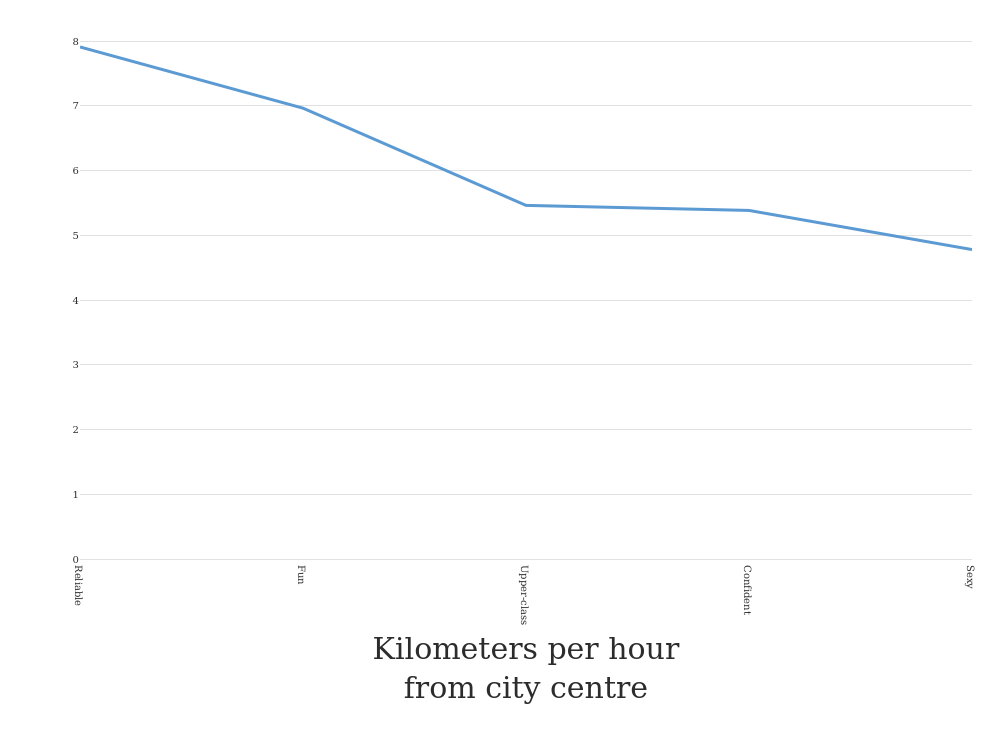 8
7
6
5
4
3
2
1
0
Reliable
Fun
Upper-class
Confident
Sexy
Kilometers per hour
from city centre